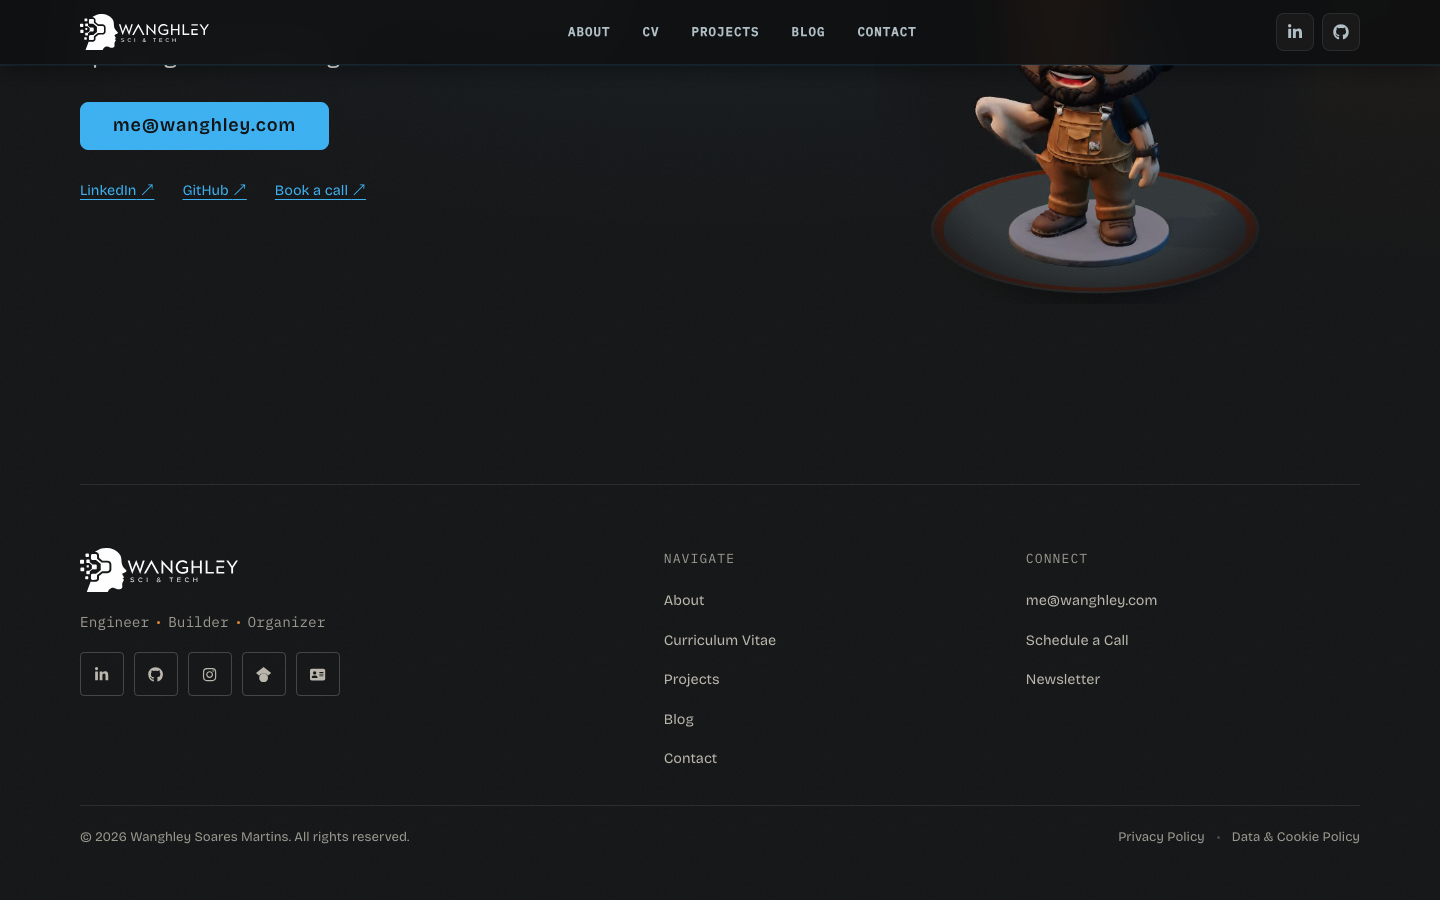 WANGHLEY
SCI & TECH
ABOUT
CV
PROJECTS
BLOG
CONTACT
me@wanghley.com
LinkedIn ↗
GitHub ↗
Book a call ↗
WANGHLEY
SCI & TECH
Engineer • Builder • Organizer
NAVIGATE
About
Curriculum Vitae
Projects
Blog
Contact
CONNECT
me@wanghley.com
Schedule a Call
Newsletter
© 2026 Wanghley Soares Martins. All rights reserved.
Privacy Policy • Data & Cookie Policy